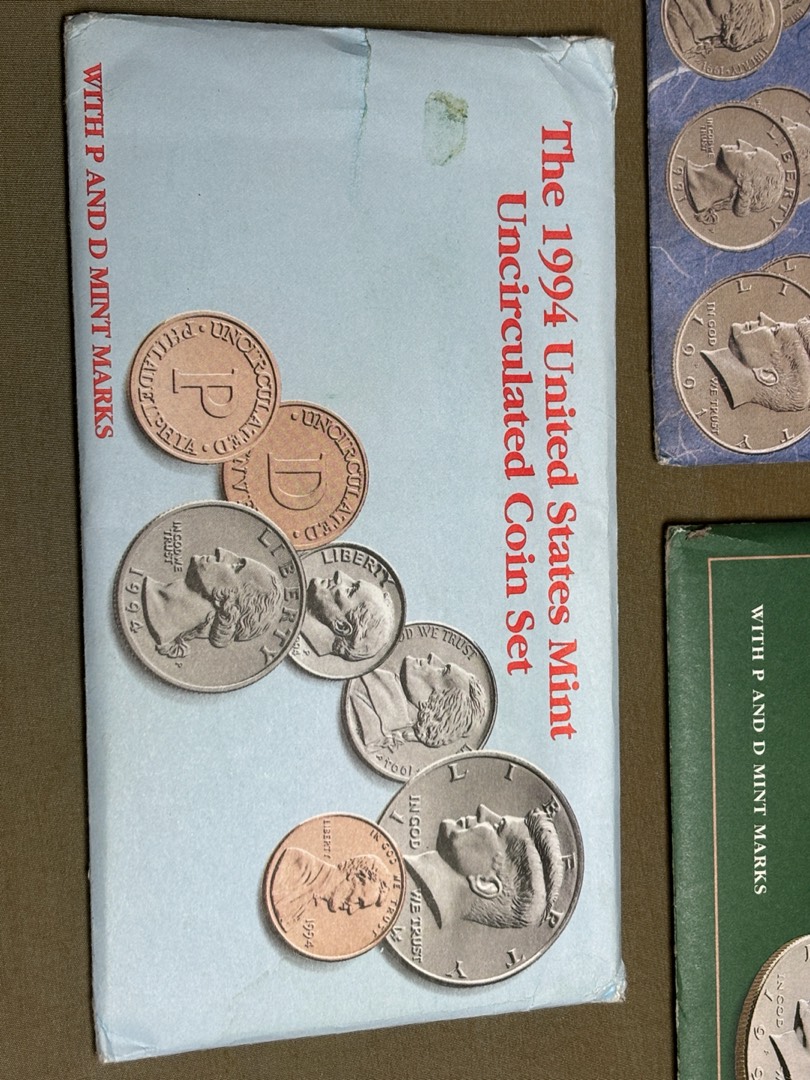 The 1994 United States Mint
Uncirculated Coin Set
WITH P AND D MINT MARKS
UNCIRCULATED
PHILADELPHIA
P
UNCIRCULATED
D
LIBERTY
IN GOD WE
TRUST
1994
P
LIBERTY
WE TRUST
LIBERTY
IN GOD WE TRUST
IN GOD WE TRUST
LIBERTY
1994
LIBERTY
IN GOD WE
TRUST
1991
IN GOD WE TRUST
1991
WITH P AND D MINT MARKS
IN GOD